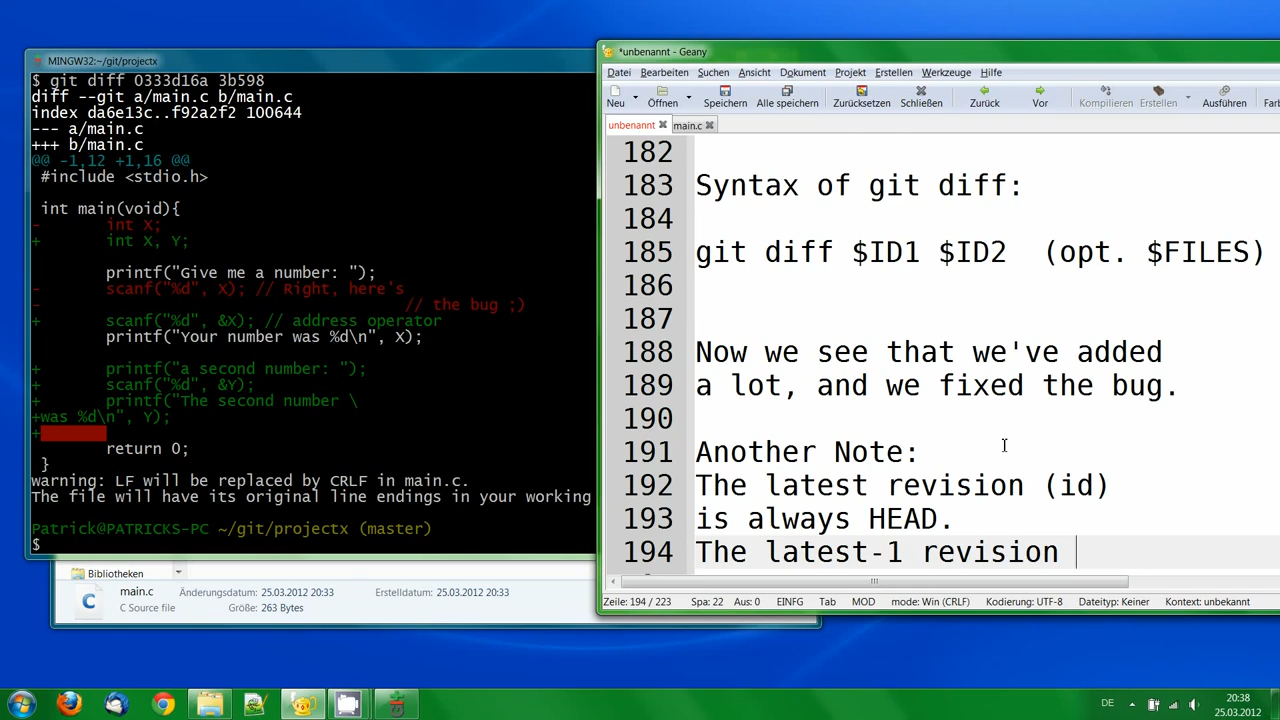 MINGW32:~/git/projectx
$ git diff 0333d16a 3b598
diff --git a/main.c b/main.c
index da6e13c..f92a2f2 100644
--- a/main.c
+++ b/main.c
@@ -1,12 +1,16 @@
#include <stdio.h>
int main(void){
-       int X;
+       int X, Y;
printf("Give me a number: ");
-       scanf("%d", X); // Right, here's
-                                       // the bug ;)
+       scanf("%d", &X); // address operator
printf("Your number was %d\n", X);
+       printf("a second number: ");
+       scanf("%d", &Y);
+       printf("The second number \
+was %d\n", Y);
+
return 0;
}
warning: LF will be replaced by CRLF in main.c.
The file will have its original line endings in your working
Patrick@PATRICKS-PC ~/git/projectx (master)
$
Bibliotheken
main.c Änderungsdatum: 25.03.2012 20:33 Erstelldatum: 25.03.2012 20:33
C Source file Größe: 263 Bytes
C
*unbenannt - Geany
Datei Bearbeiten Suchen Ansicht Dokument Projekt Erstellen Werkzeuge Hilfe
Neu Öffnen Speichern Alle speichern Zurücksetzen Schließen Zurück Vor Kompilieren Erstellen Ausführen
unbenannt main.c
182
183 Syntax of git diff:
184
185 git diff $ID1 $ID2  (opt. $FILES)
186
187
188 Now we see that we've added
189 a lot, and we fixed the bug.
190
191 Another Note:
192 The latest revision (id)
193 is always HEAD.
194 The latest-1 revision
Zeile: 194 / 223 Spa: 22 Aus: 0 EINFG Tab MOD mode: Win (CRLF) Kodierung: UTF-8 Dateityp: Keiner Kontext: unbekannt
DE 20:38
25.03.2012